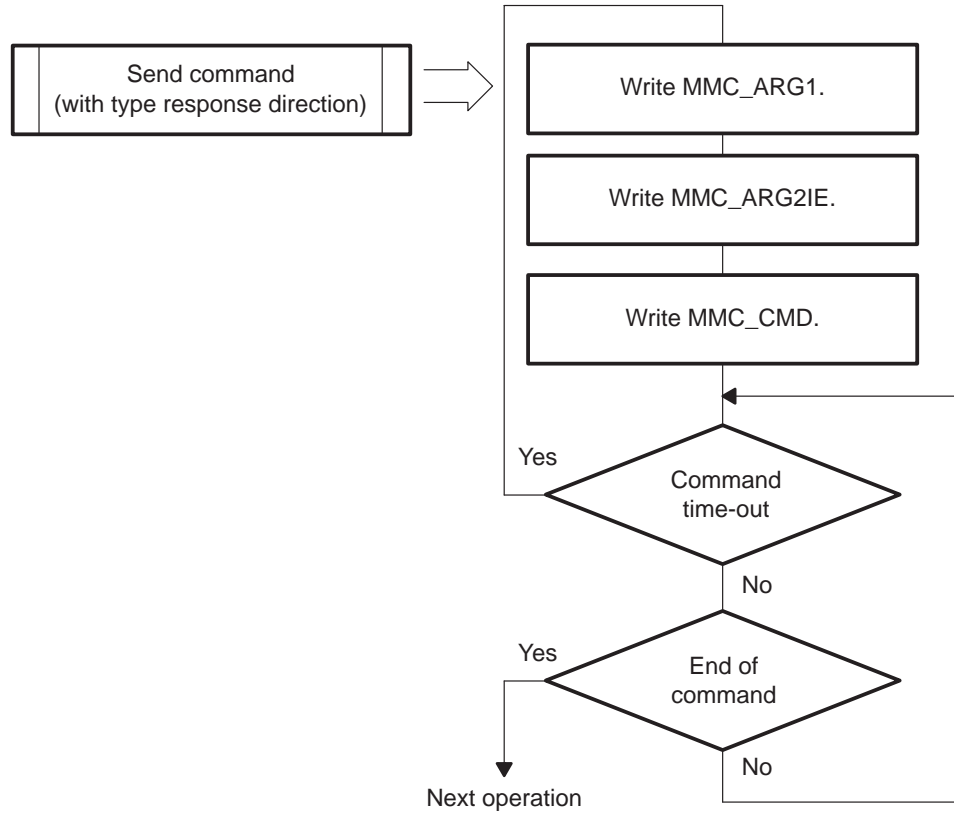 Send command
(with type response direction)
Write MMC_ARG1.
Write MMC_ARG2IE.
Write MMC_CMD.
Yes
Command
time-out
No
Yes
End of
command
No
Next operation